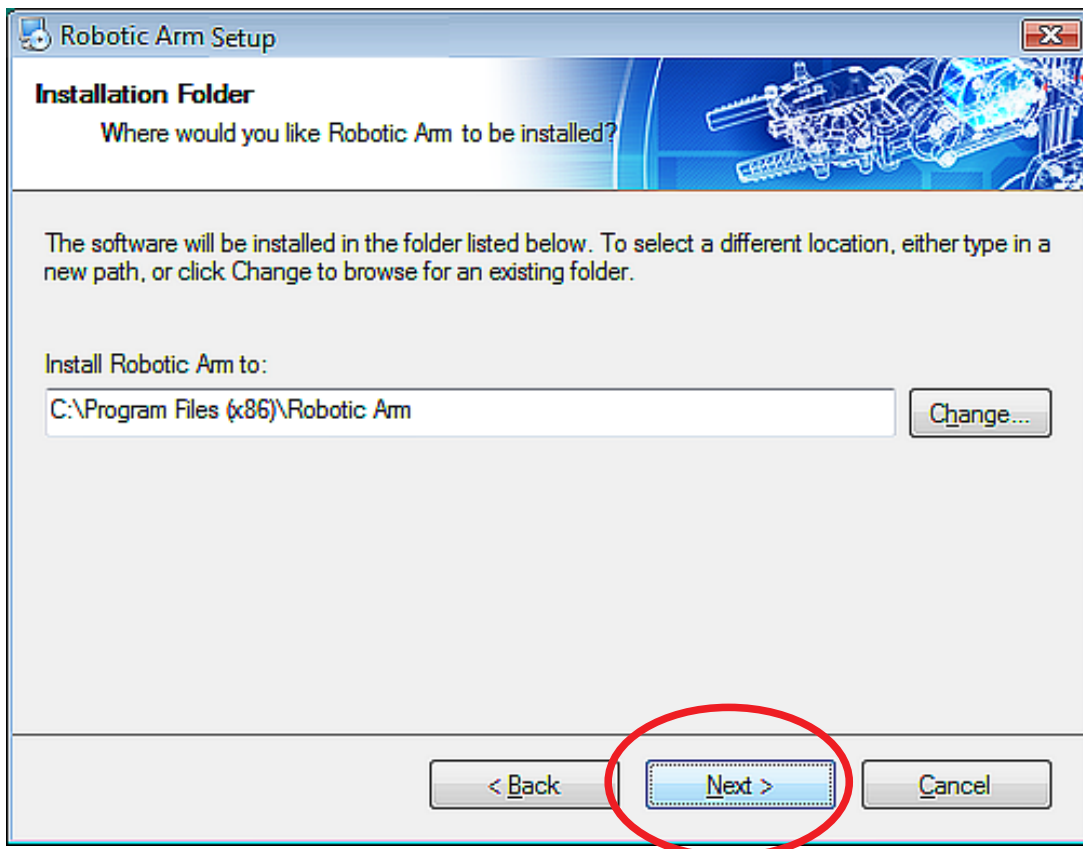 Robotic Arm Setup
Installation Folder
Where would you like Robotic Arm to be installed?
The software will be installed in the folder listed below. To select a different location, either type in a
new path, or click Change to browse for an existing folder.
Install Robotic Arm to:
C:\Program Files (x86)\Robotic Arm
Change...
< Back
Next >
Cancel